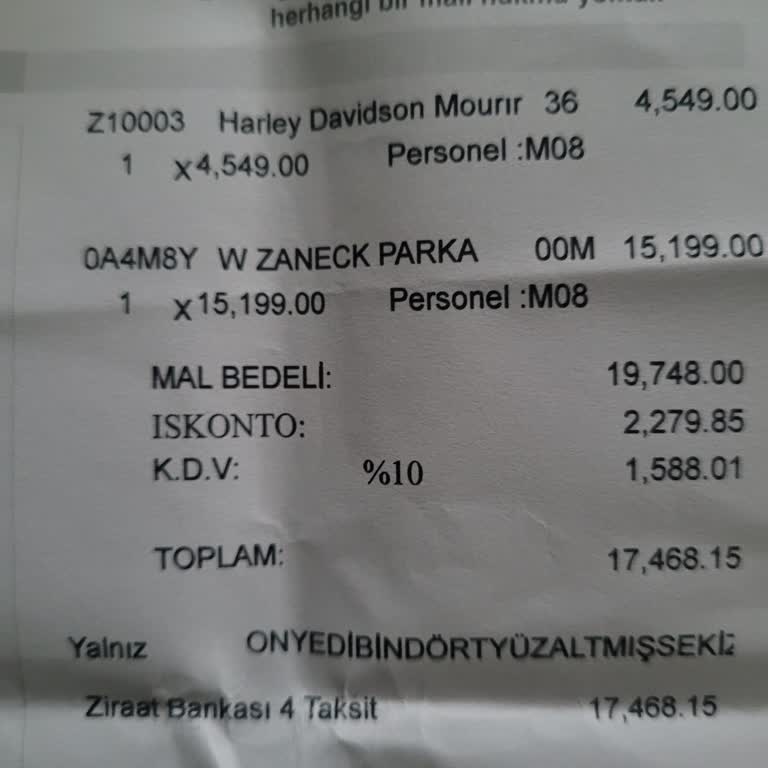 herhangi bir mali
Z10003 Harley Davidson Mourır 36 4,549.00
1 x4,549.00 Personel :M08
0A4M8Y W ZANECK PARKA 00M 15,199.00
1 x15,199.00 Personel :M08
MAL BEDELİ: 19,748.00
ISKONTO: 2,279.85
K.D.V: %10 1,588.01
TOPLAM: 17,468.15
Yalnız ONYEDİBİNDÖRTYÜZALTMIŞSEKİZ
Ziraat Bankası 4 Taksit 17,468.15